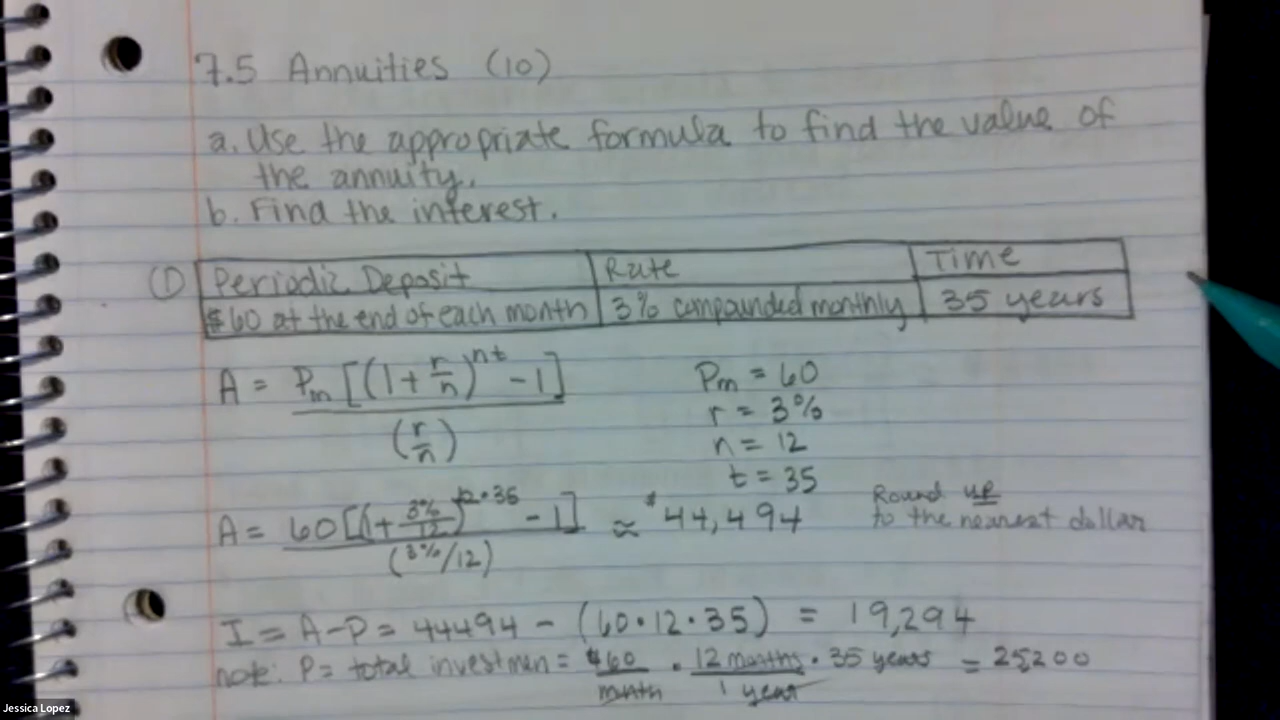 7.5 Annuities (10)
a. Use the appropriate formula to find the value of
the annuity.
b. Find the interest.
(1) Periodic Deposit Rate Time
$60 at the end of each month 3% compounded monthly 35 years
A = Pm [(1 + r/n)^nt - 1] / (r/n)
Pm = 60
r = 3%
n = 12
t = 35
A = 60 [(1 + 3%/12)^12·35 - 1] / (3%/12) ≈ $44,494
Round up
to the nearest dollar
I = A - P = 44494 - (60·12·35) = 19,294
note: P = total investmen = $60/month · 12 months/1 year · 35 years = 25200
Jessica Lopez